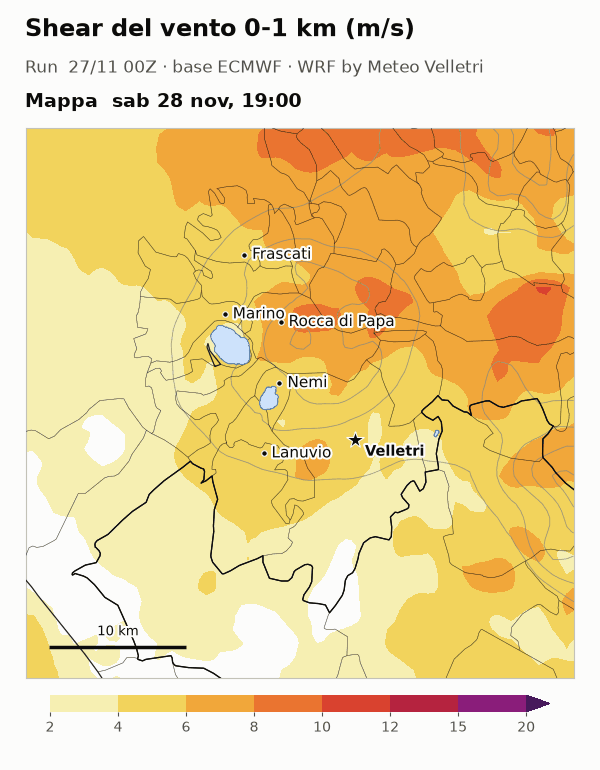 Shear del vento 0-1 km (m/s)
Run  27/11 00Z · base ECMWF · WRF by Meteo Velletri
Mappa  sab 28 nov, 19:00
Frascati
Marino
Rocca di Papa
Nemi
Velletri
Lanuvio
10 km
2 4 6 8 10 12 15 20